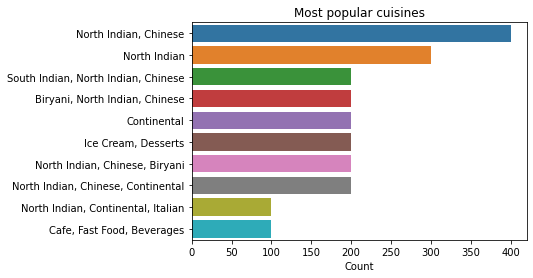 Most popular cuisines
North Indian, Chinese
North Indian
South Indian, North Indian, Chinese
Biryani, North Indian, Chinese
Continental
Ice Cream, Desserts
North Indian, Chinese, Biryani
North Indian, Chinese, Continental
North Indian, Continental, Italian
Cafe, Fast Food, Beverages
0 50 100 150 200 250 300 350 400
Count